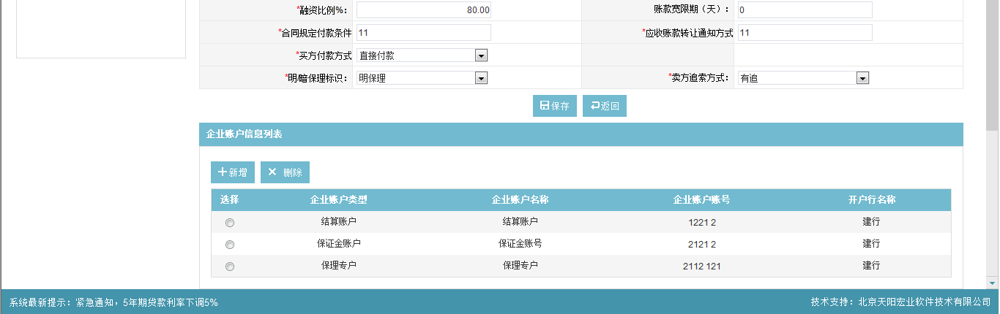 *融资比例%： 80.00 账款宽限期（天）： 0
*合同规定付款条件 11 *应收账款转让通知方式 11
*买方付款方式 直接付款
*明/暗保理标识： 明保理 *卖方追索方式： 有追
保存 返回
企业账户信息列表
新增 删除
选择 企业账户类型 企业账户名称 企业账户账号 开户行名称
结算账户 结算账户 1221 2 建行
保证金账户 保证金账号 2121 2 建行
保理专户 保理专户 2112 121 建行
系统最新提示：紧急通知，5年期贷款利率下调5% 技术支持：北京天阳宏业软件技术有限公司